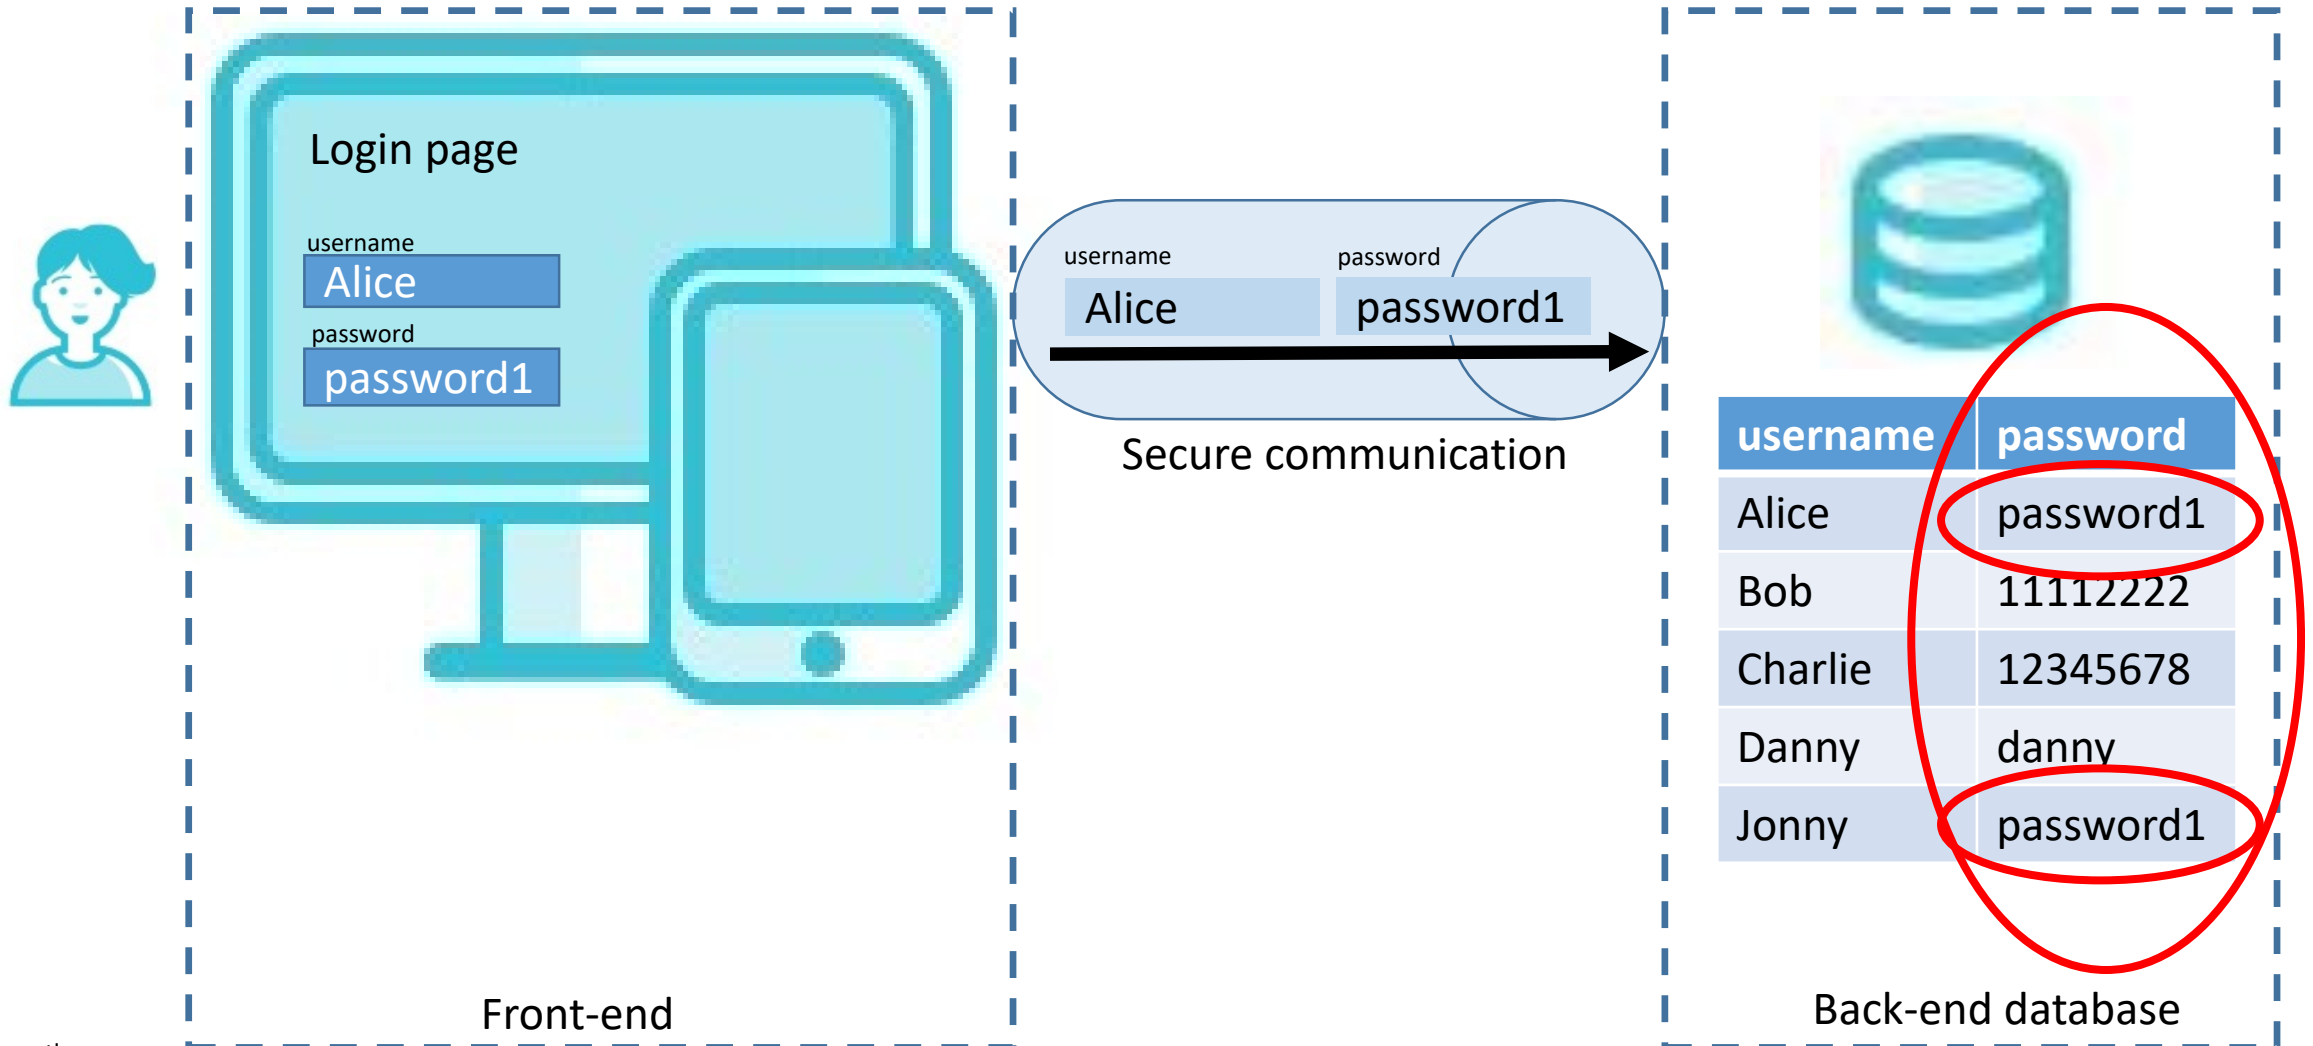 Login page
username
Alice
password
password1
Front-end
username password
Alice password1
Secure communication
username password
Alice password1
Bob 11112222
Charlie 12345678
Danny danny
Jonny password1
Back-end database